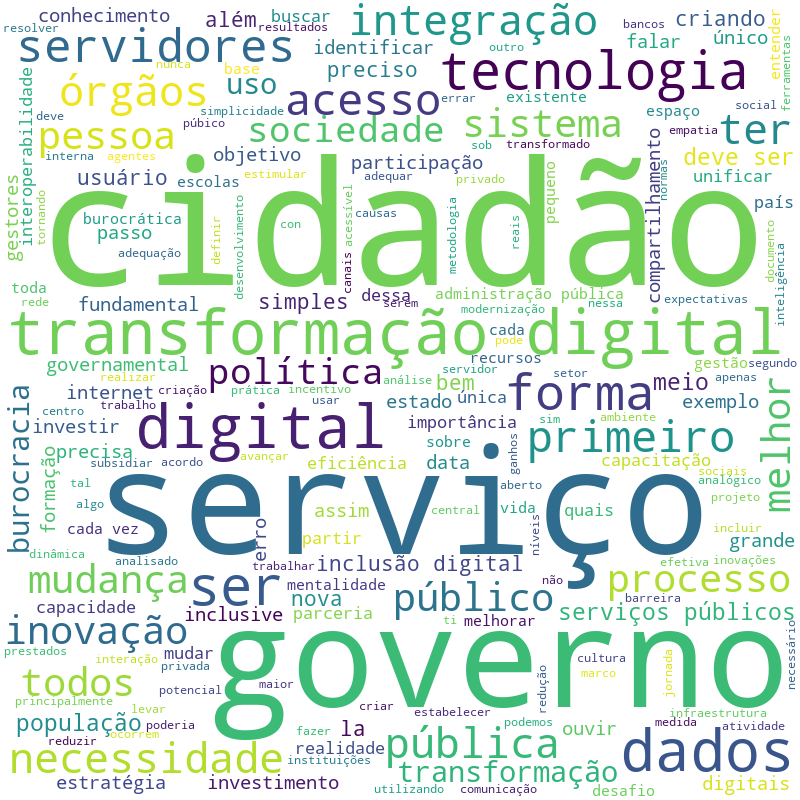 conhecimento
além
buscar
integração
bancos
criando
resolver
resultados
servidores
identificar
outro
falar
único
entender
nunca
base
uso
preciso
tecnologia
ferramentas
órgãos
acesso
existente
espaço
social
deve
simplicidade
errar
interoperabilidade
púbico
sociedade
sistema
sob
transformado
empatia
ter
pessoa
interna
agentes
objetivo
participação
pequeno
deve ser
usuário
escolas
estimular
adequar
privado
compartilhamento
normas
unificar
gestores
tornando
cidadão
burocrática
passo
adequação
definir
desenvolvimento
con
causas
canais
acessível
metodologia
reais
país
documento
inteligência
toda
rede
fundamental
simples
dessa
serem
administração pública
modernização
nessa
expectativas
transformação digital
cada
pode
recursos
governamental
política
servidor
setor
gestão
segundo
realizar
internet
criação
trabalho
prática
incentivo
análise
usar
bem
estado
única
forma
meio
apenas
exemplo
melhor
burocracia
centro
investir
digital
importância
sim
ambiente
primeiro
precisa
formação
subsidiar
acordo
avançar
sobre
eficiência
data
ganhos
capacitação
sociais
analógico
tal
algo
serviço
aberto
vida
quais
projeto
cada vez
assim
central
níveis
incluir
grande
dinâmica
analisado
erro
partir
efetiva
inovações
mudança
trabalhar
inclusão digital
não
barreira
processo
ser
mentalidade
nova
público
capacidade
inclusive
parceria
ti
melhorar
serviços públicos
inovação
mudar
governo
necessário
prestados
interação
privada
cultura
marco
jornada
todos
potencial
maior
criar
estabelecer
redução
principalmente
levar
poderia
infraestrutura
população
ocorrem
fazer
la
podemos
ouvir
medida
atividade
necessidade
reduzir
realidade
instituições
pública
dados
estratégia
investimento
transformação
utilizando
comunicação
desafio
digitais